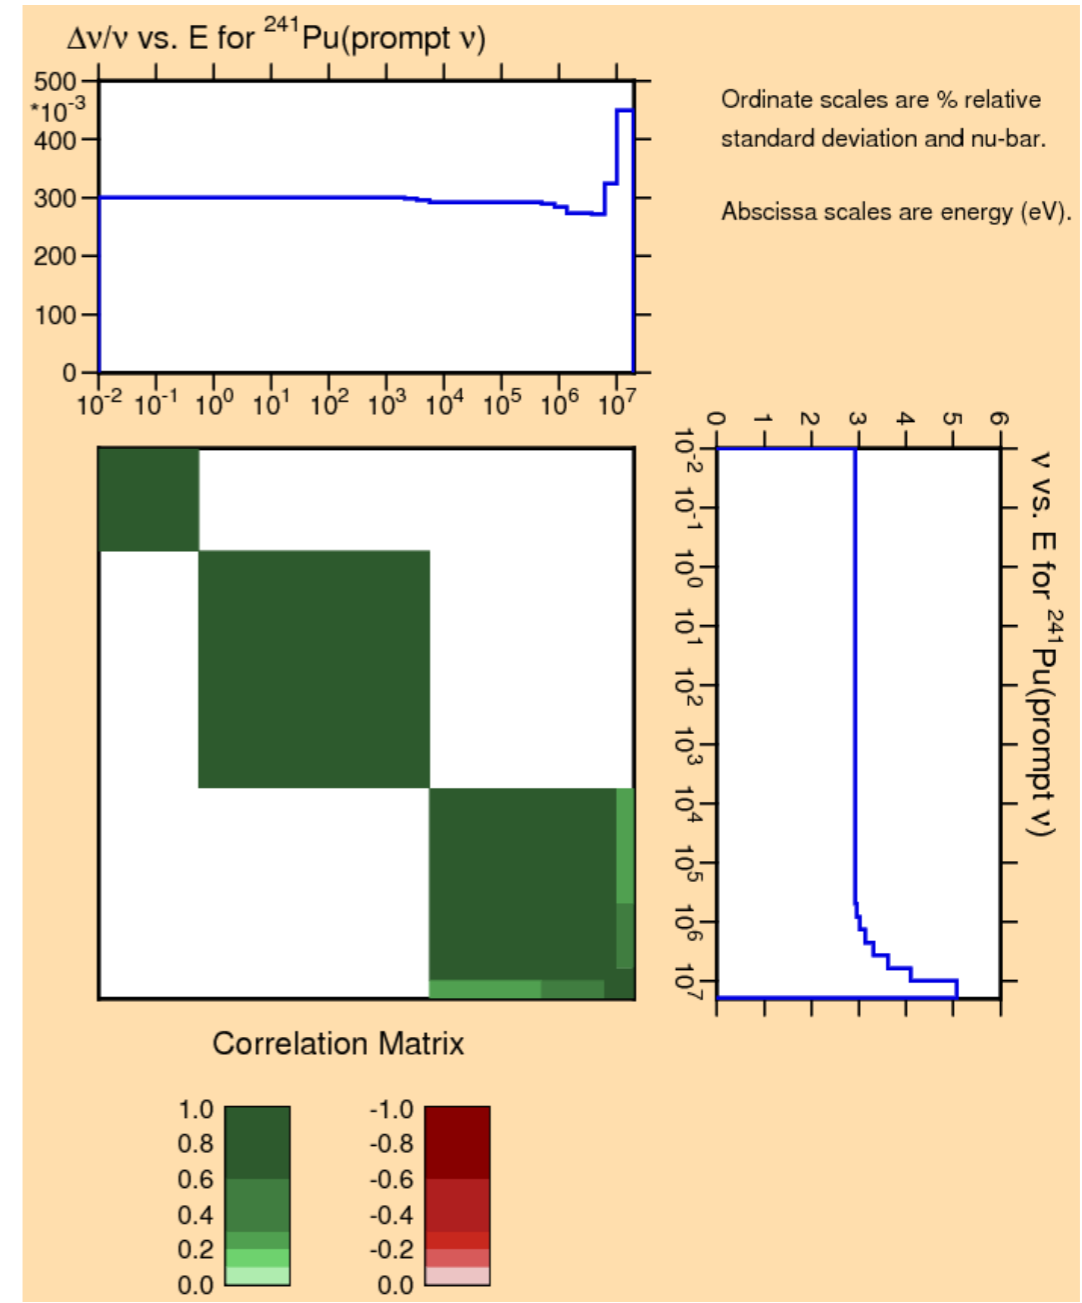 Δν/ν vs. E for ²⁴¹Pu(prompt ν)
500
*10⁻³
400
300
200
100
0
10⁻² 10⁻¹ 10⁰ 10¹ 10² 10³ 10⁴ 10⁵ 10⁶ 10⁷
Ordinate scales are % relative
standard deviation and nu-bar.
Abscissa scales are energy (eV).
0 1 2 3 4 5 6
10⁻² 10⁻¹ 10⁰ 10¹ 10² 10³ 10⁴ 10⁵ 10⁶ 10⁷
ν vs. E for ²⁴¹Pu(prompt ν)
Correlation Matrix
1.0
0.8
0.6
0.4
0.2
0.0
-1.0
-0.8
-0.6
-0.4
-0.2
0.0